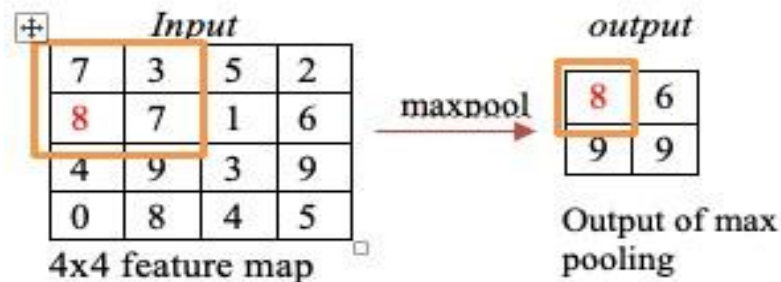 Input
7 3 5 2
8 7 1 6
4 9 3 9
0 8 4 5
4x4 feature map
maxpool
output
8 6
9 9
Output of max
pooling